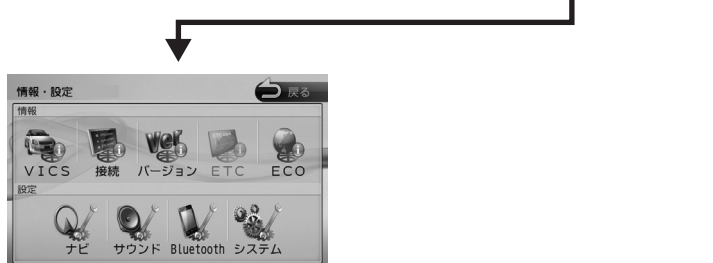 情報・設定 戻る
情報
VICS 接続 バージョン ETC ECO
設定
ナビ サウンド Bluetooth システム